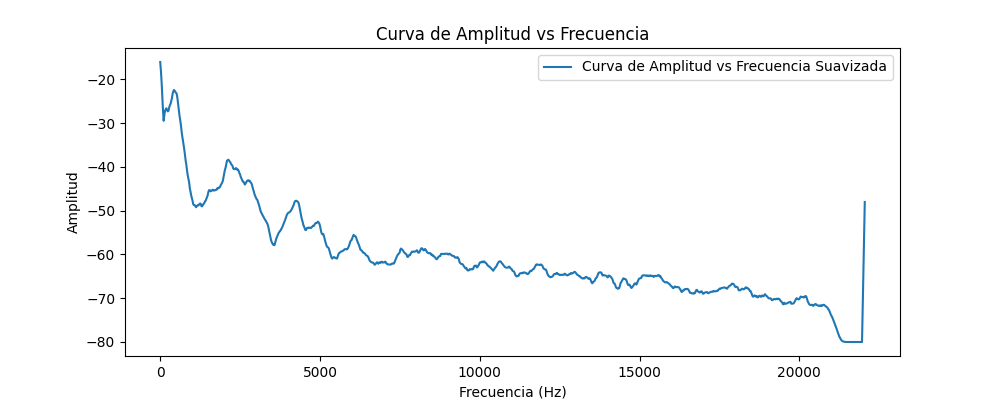 Curva de Amplitud vs Frecuencia
Curva de Amplitud vs Frecuencia Suavizada
Amplitud
−20
−30
−40
−50
−60
−70
−80
0 5000 10000 15000 20000
Frecuencia (Hz)